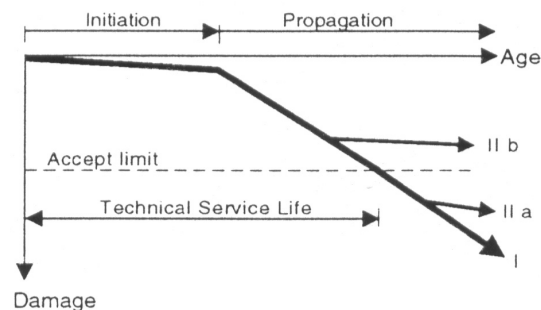 Initiation
Propagation
Age
II b
Accept limit
Technical Service Life
II a
I
Damage